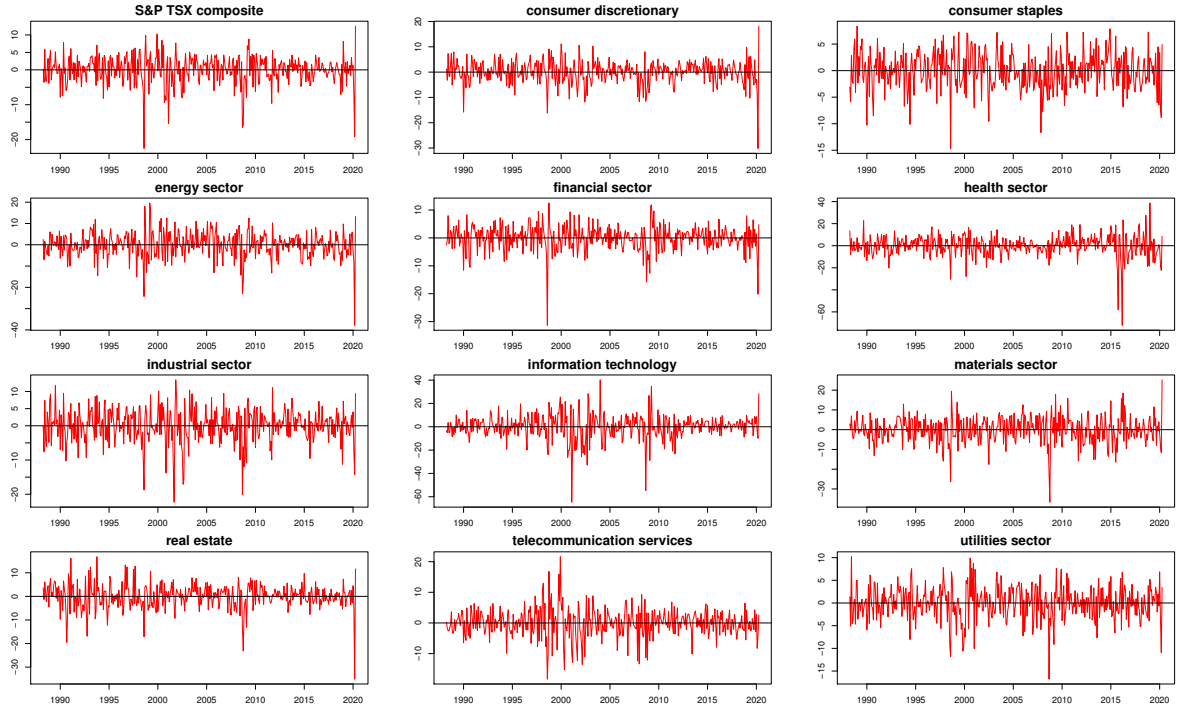 S&P TSX composite
10
5
0
−10
−20
1990 1995 2000 2005 2010 2015 2020
consumer discretionary
20
10
0
−10
−20
−30
1990 1995 2000 2005 2010 2015 2020
consumer staples
5
0
−5
−10
−15
1990 1995 2000 2005 2010 2015 2020
energy sector
20
10
0
−20
−40
1990 1995 2000 2005 2010 2015 2020
financial sector
10
0
−10
−20
−30
1990 1995 2000 2005 2010 2015 2020
health sector
40
20
0
−20
−60
1990 1995 2000 2005 2010 2015 2020
industrial sector
10
5
0
−10
−20
1990 1995 2000 2005 2010 2015 2020
information technology
40
20
0
−20
−40
−60
1990 1995 2000 2005 2010 2015 2020
materials sector
20
10
0
−10
−30
1990 1995 2000 2005 2010 2015 2020
real estate
10
0
−10
−20
−30
1990 1995 2000 2005 2010 2015 2020
telecommunication services
20
10
0
−10
1990 1995 2000 2005 2010 2015 2020
utilities sector
10
5
0
−5
−10
−15
1990 1995 2000 2005 2010 2015 2020